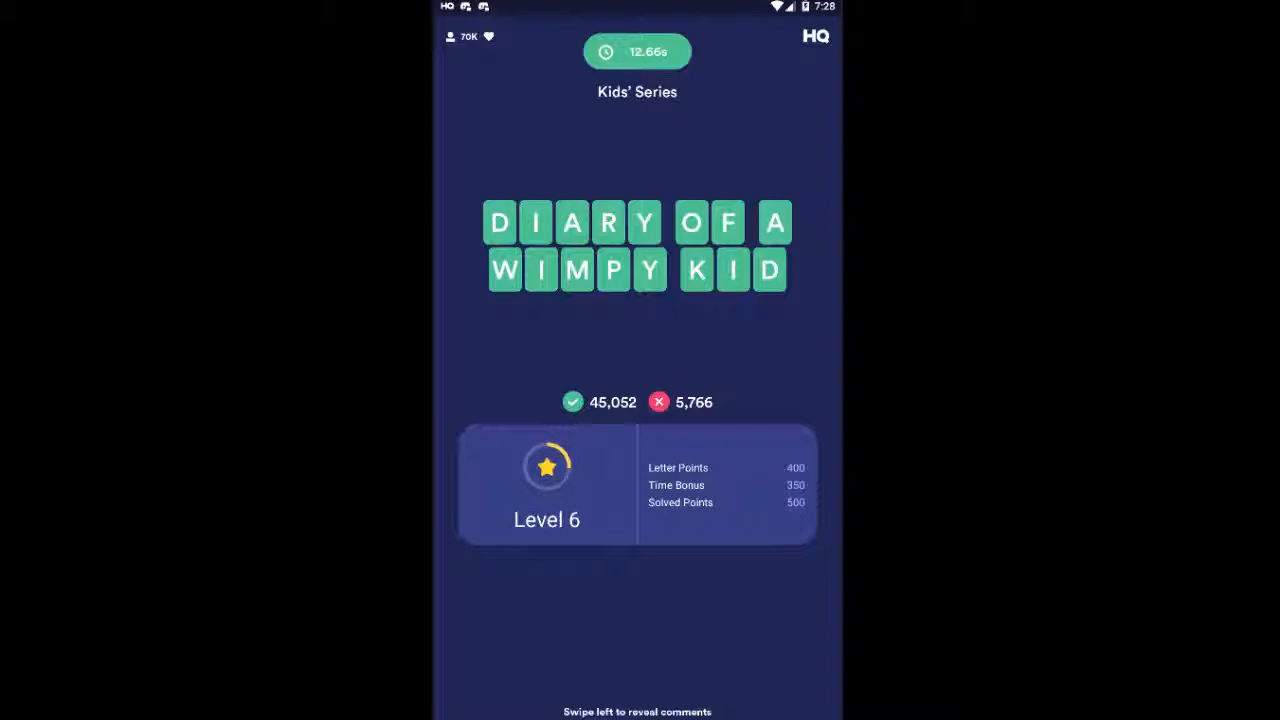 HQ 7:28
70K 12.66s HQ
Kids’ Series
DIARY OF A
WIMPY KID
45,052 5,766
Letter Points 400
Time Bonus 350
Solved Points 500
Level 6
Swipe left to reveal comments